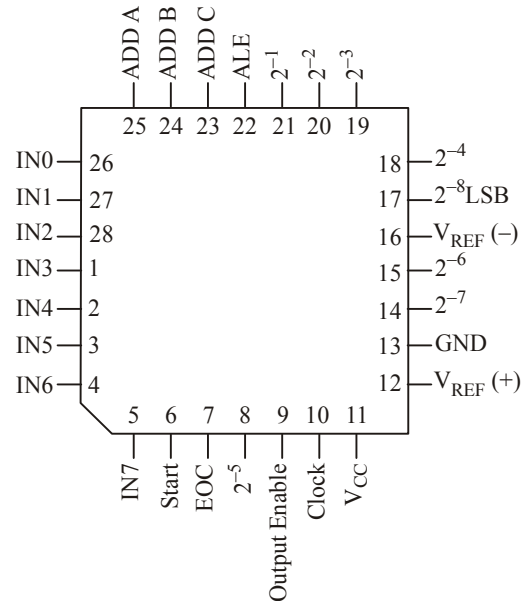 ADD A ADD B ADD C ALE 2⁻¹ 2⁻² 2⁻³
25 24 23 22 21 20 19
IN0 26 18 2⁻⁴
IN1 27 17 2⁻⁸LSB
IN2 28 16 V_REF (−)
IN3 1 15 2⁻⁶
IN4 2 14 2⁻⁷
IN5 3 13 GND
IN6 4 12 V_REF (+)
5 6 7 8 9 10 11
IN7 Start EOC 2⁻⁵ Output Enable Clock V_CC